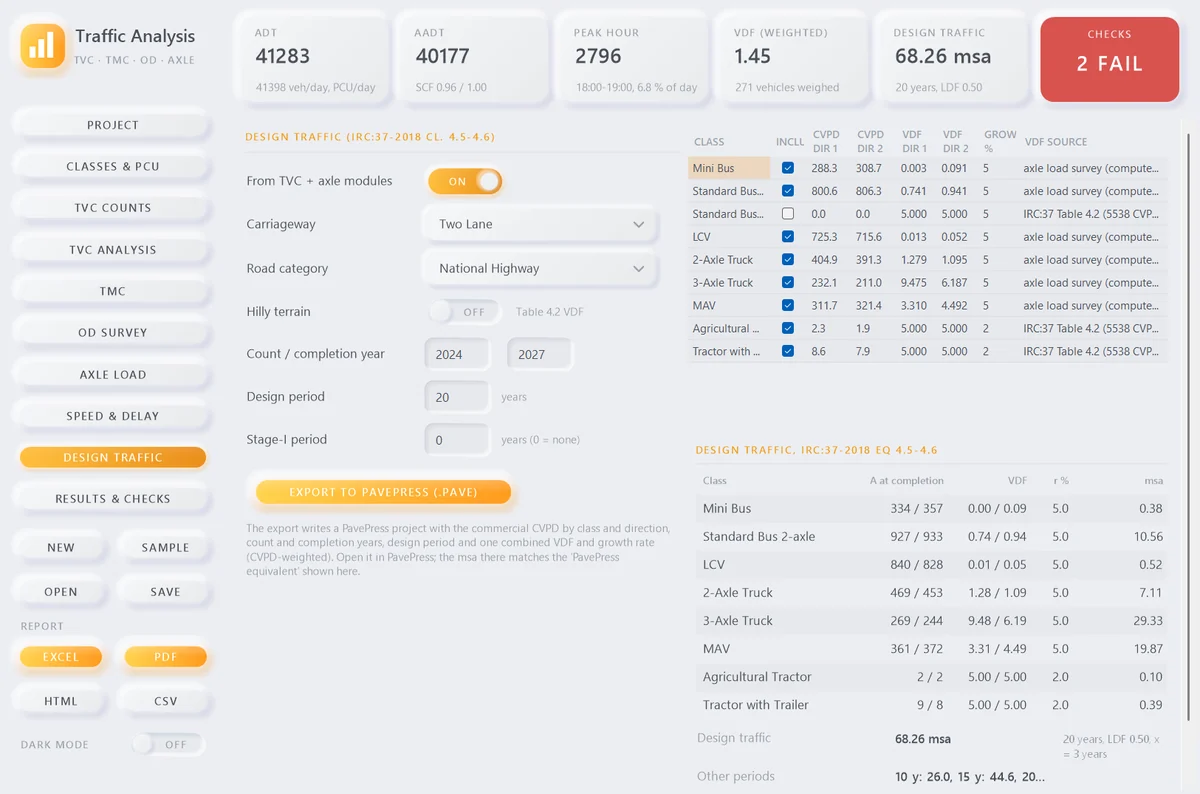 Traffic Analysis
TVC · TMC · OD · AXLE
ADT
41283
41398 veh/day, PCU/day
AADT
40177
SCF 0.96 / 1.00
PEAK HOUR
2796
18:00-19:00, 6.8 % of day
VDF (WEIGHTED)
1.45
271 vehicles weighed
DESIGN TRAFFIC
68.26 msa
20 years, LDF 0.50
CHECKS
2 FAIL
PROJECT
CLASSES & PCU
TVC COUNTS
TVC ANALYSIS
TMC
OD SURVEY
AXLE LOAD
SPEED & DELAY
DESIGN TRAFFIC
RESULTS & CHECKS
NEW SAMPLE
OPEN SAVE
REPORT
EXCEL PDF
HTML CSV
DARK MODE OFF
DESIGN TRAFFIC (IRC:37-2018 CL. 4.5-4.6)
From TVC + axle modules ON
Carriageway Two Lane
Road category National Highway
Hilly terrain OFF Table 4.2 VDF
Count / completion year 2024 2027
Design period 20 years
Stage-I period 0 years (0 = none)
EXPORT TO PAVEPRESS (.PAVE)
The export writes a PavePress project with the commercial CVPD by class and direction,
count and completion years, design period and one combined VDF and growth rate
(CVPD-weighted). Open it in PavePress; the msa there matches the 'PavePress
equivalent' shown here.
CLASS INCLU CVPD DIR 1 CVPD DIR 2 VDF DIR 1 VDF DIR 2 GROW % VDF SOURCE
Mini Bus 288.3 308.7 0.003 0.091 5 axle load survey (compute...
Standard Bus... 800.6 806.3 0.741 0.941 5 axle load survey (compute...
Standard Bus... 0.0 0.0 5.000 5.000 5 IRC:37 Table 4.2 (5538 CVP...
LCV 725.3 715.6 0.013 0.052 5 axle load survey (compute...
2-Axle Truck 404.9 391.3 1.279 1.095 5 axle load survey (compute...
3-Axle Truck 232.1 211.0 9.475 6.187 5 axle load survey (compute...
MAV 311.7 321.4 3.310 4.492 5 axle load survey (compute...
Agricultural ... 2.3 1.9 5.000 5.000 2 IRC:37 Table 4.2 (5538 CVP...
Tractor with ... 8.6 7.9 5.000 5.000 2 IRC:37 Table 4.2 (5538 CVP...
DESIGN TRAFFIC, IRC:37-2018 EQ 4.5-4.6
Class A at completion VDF r % msa
Mini Bus 334 / 357 0.00 / 0.09 5.0 0.38
Standard Bus 2-axle 927 / 933 0.74 / 0.94 5.0 10.56
LCV 840 / 828 0.01 / 0.05 5.0 0.52
2-Axle Truck 469 / 453 1.28 / 1.09 5.0 7.11
3-Axle Truck 269 / 244 9.48 / 6.19 5.0 29.33
MAV 361 / 372 3.31 / 4.49 5.0 19.87
Agricultural Tractor 2 / 2 5.00 / 5.00 2.0 0.10
Tractor with Trailer 9 / 8 5.00 / 5.00 2.0 0.39
Design traffic 68.26 msa 20 years, LDF 0.50, x
= 3 years
Other periods 10 y: 26.0, 15 y: 44.6, 20...